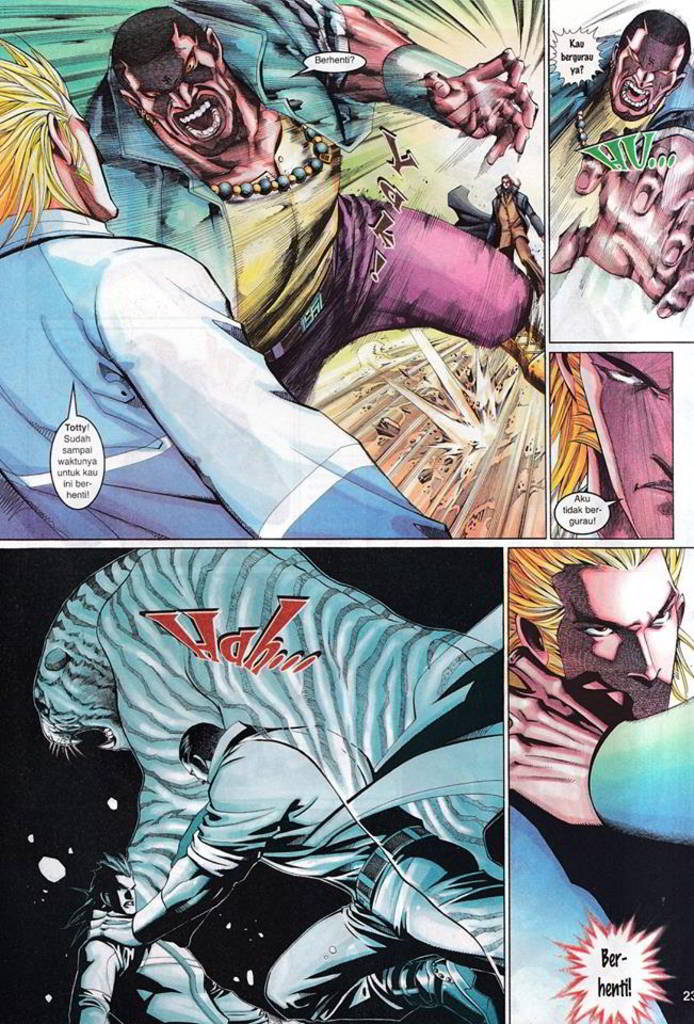 Berhenti?
Totty!
Sudah
sampai
waktunya
untuk kau
ini ber-
henti!
Kau
bergurau
ya?
HU...
Aku
tidak ber-
gurau!
Hah...
Ber-
henti!
23